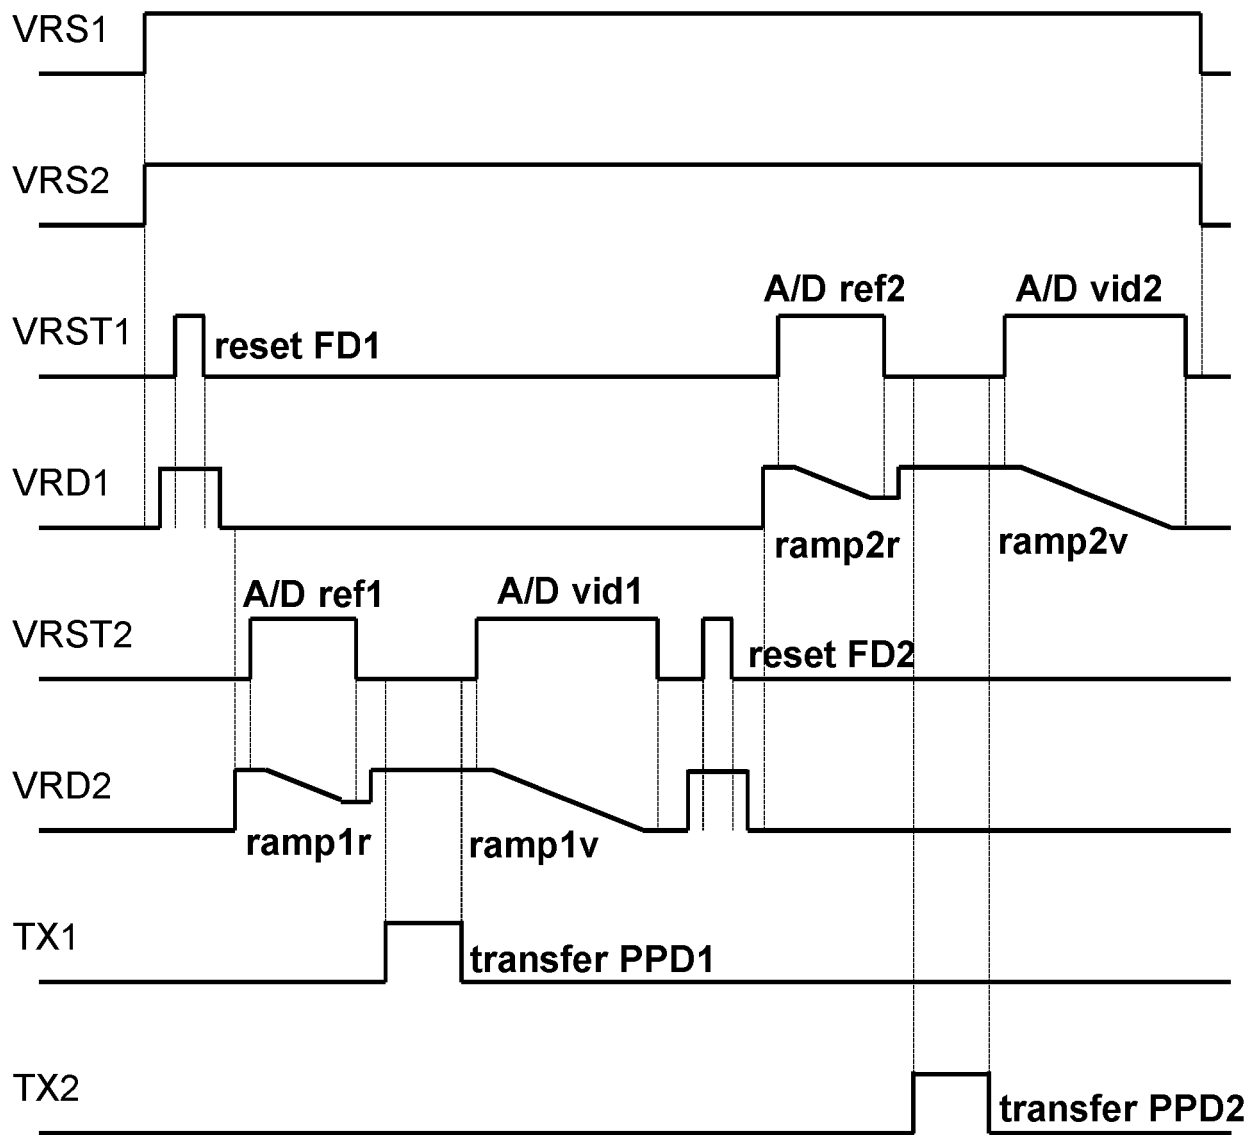 VRS1
VRS2
A/D ref2
A/D vid2
VRST1
reset FD1
VRD1
ramp2r
ramp2v
A/D ref1
A/D vid1
VRST2
reset FD2
VRD2
ramp1r
ramp1v
TX1
transfer PPD1
TX2
transfer PPD2